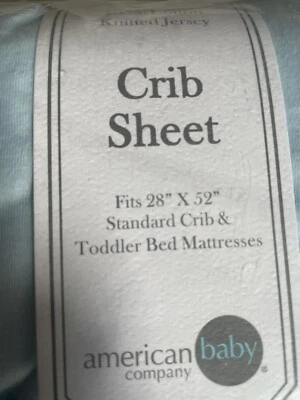 Knitted Jersey
Crib
Sheet
Fits 28” X 52”
Standard Crib &
Toddler Bed Mattresses
american baby
company
®